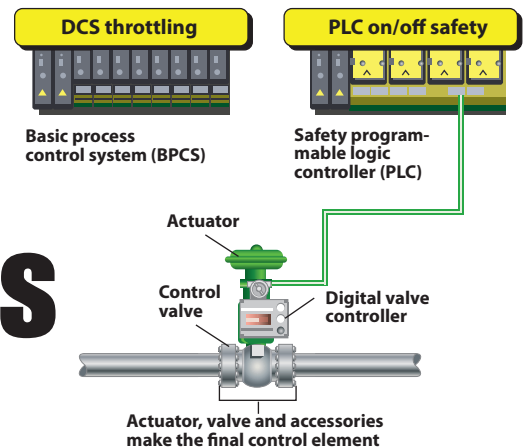 DCS throttling
PLC on/off safety
Basic process
control system (BPCS)
Safety program-
mable logic
controller (PLC)
Actuator
S
Control
valve
Digital valve
controller
Actuator, valve and accessories
make the final control element